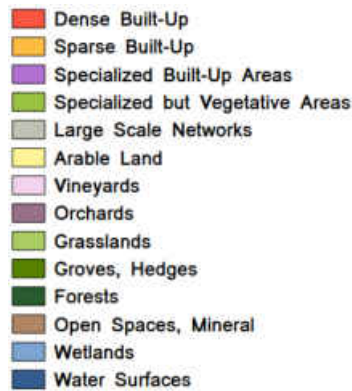 Dense Built-Up
Sparse Built-Up
Specialized Built-Up Areas
Specialized but Vegetative Areas
Large Scale Networks
Arable Land
Vineyards
Orchards
Grasslands
Groves, Hedges
Forests
Open Spaces, Mineral
Wetlands
Water Surfaces